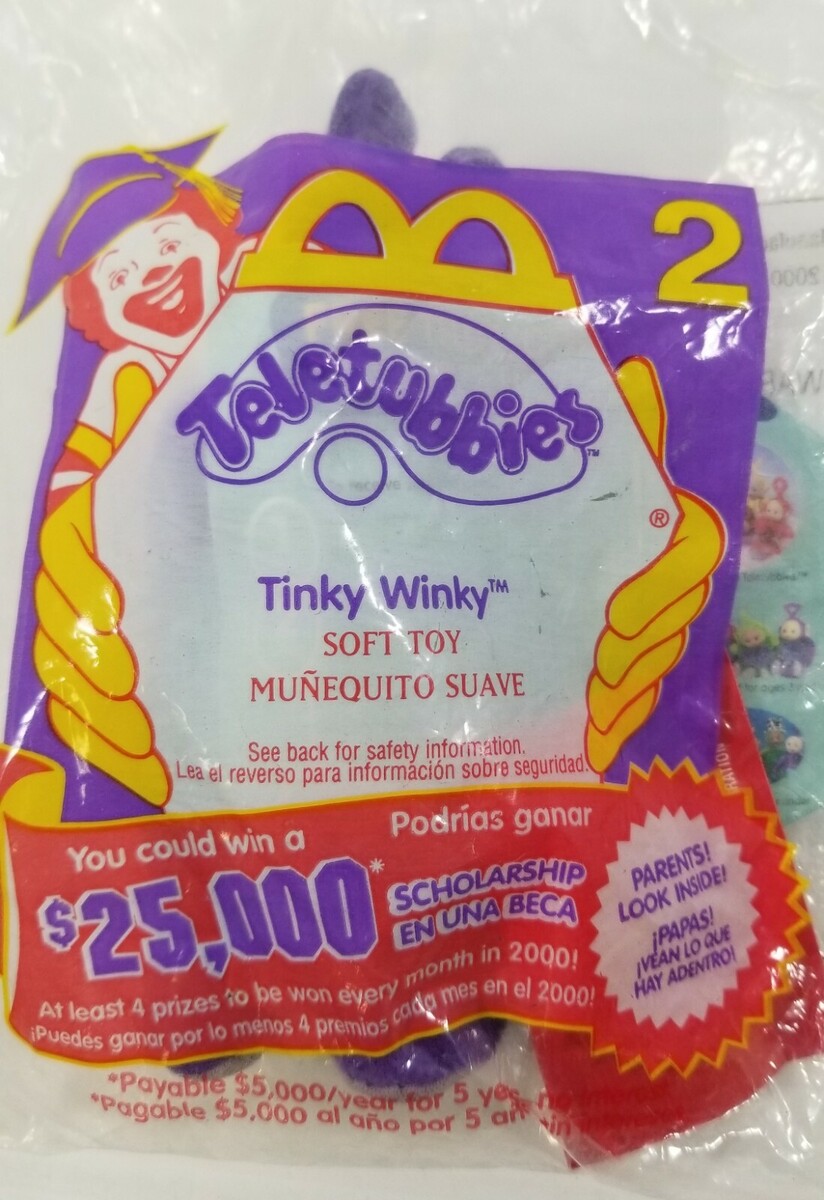 2
Teletubbies™
®
Tinky Winky™
SOFT TOY
MUÑEQUITO SUAVE
See back for safety information.
Lea el reverso para información sobre seguridad.
You could win a
Podrías ganar
$25,000*
SCHOLARSHIP
EN UNA BECA
At least 4 prizes to be won every month in 2000!
¡Puedes ganar por lo menos 4 premios cada mes en el 2000!
PARENTS!
LOOK INSIDE!
¡PAPAS!
¡VEAN LO QUE
HAY ADENTRO!
*Payable $5,000/year for 5
*Pagable $5,000 al año por 5
2000